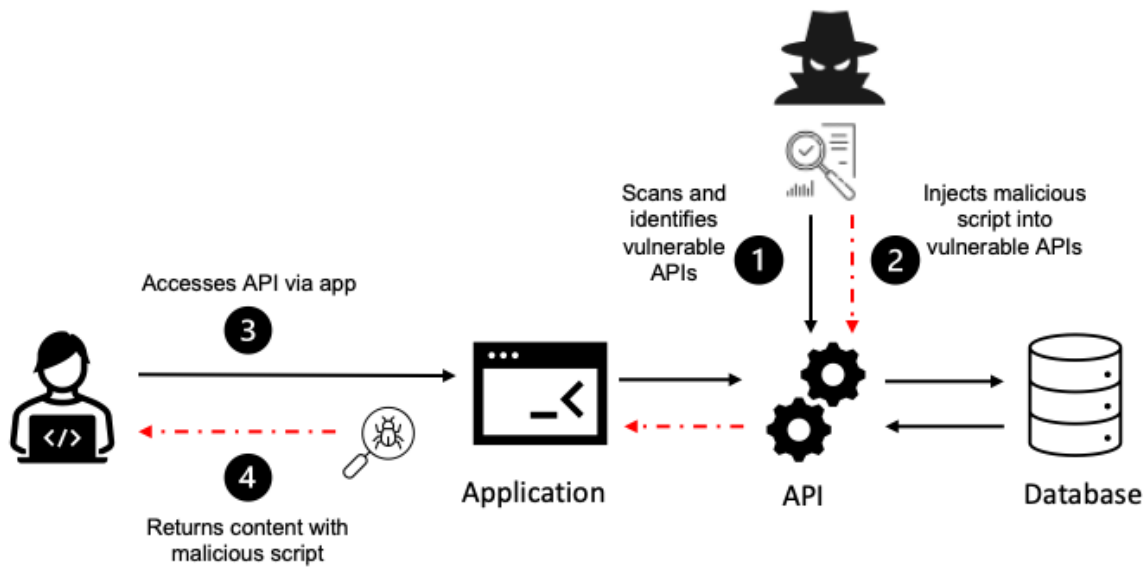 Scans and
identifies
vulnerable
APIs
1
2
Injects malicious
script into
vulnerable APIs
Accesses API via app
3
</>
_<
4
Returns content with
malicious script
Application
API
Database